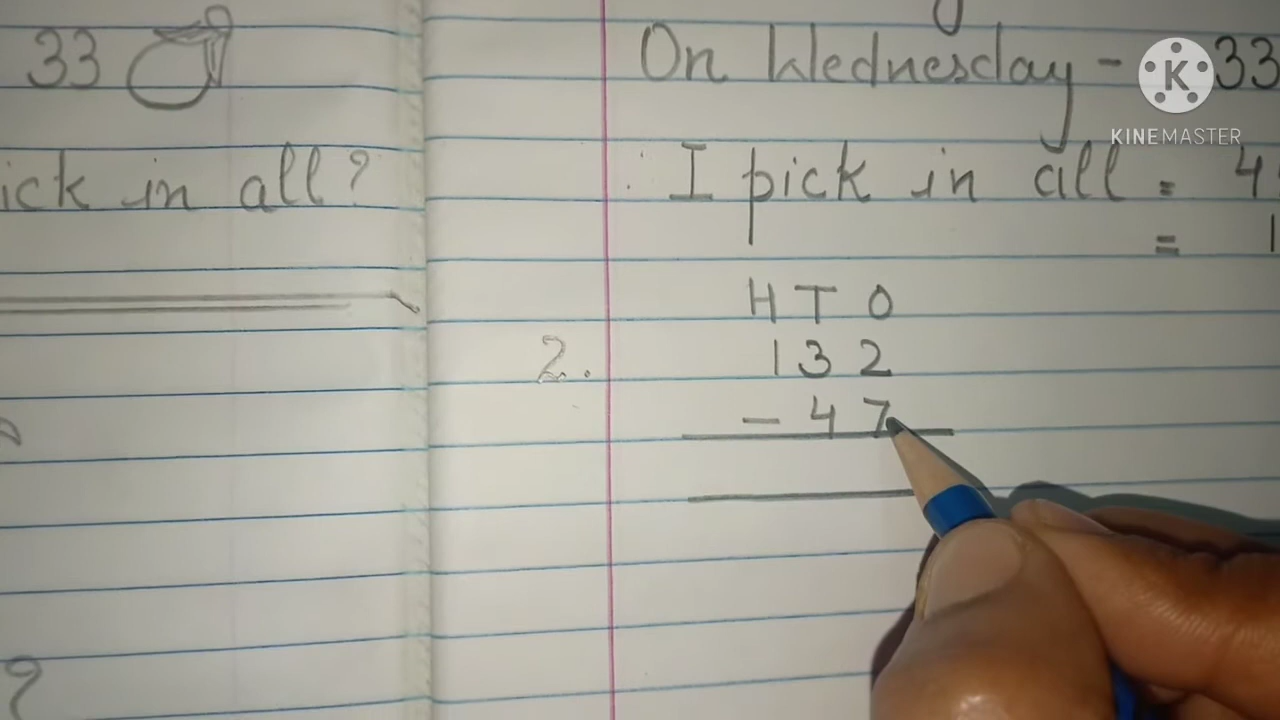 33
ick in all?
?
On Wednesday - 33
I pick in all = 4
= 1
H T O
2. 1 3 2
- 4 7
K
KINEMASTER